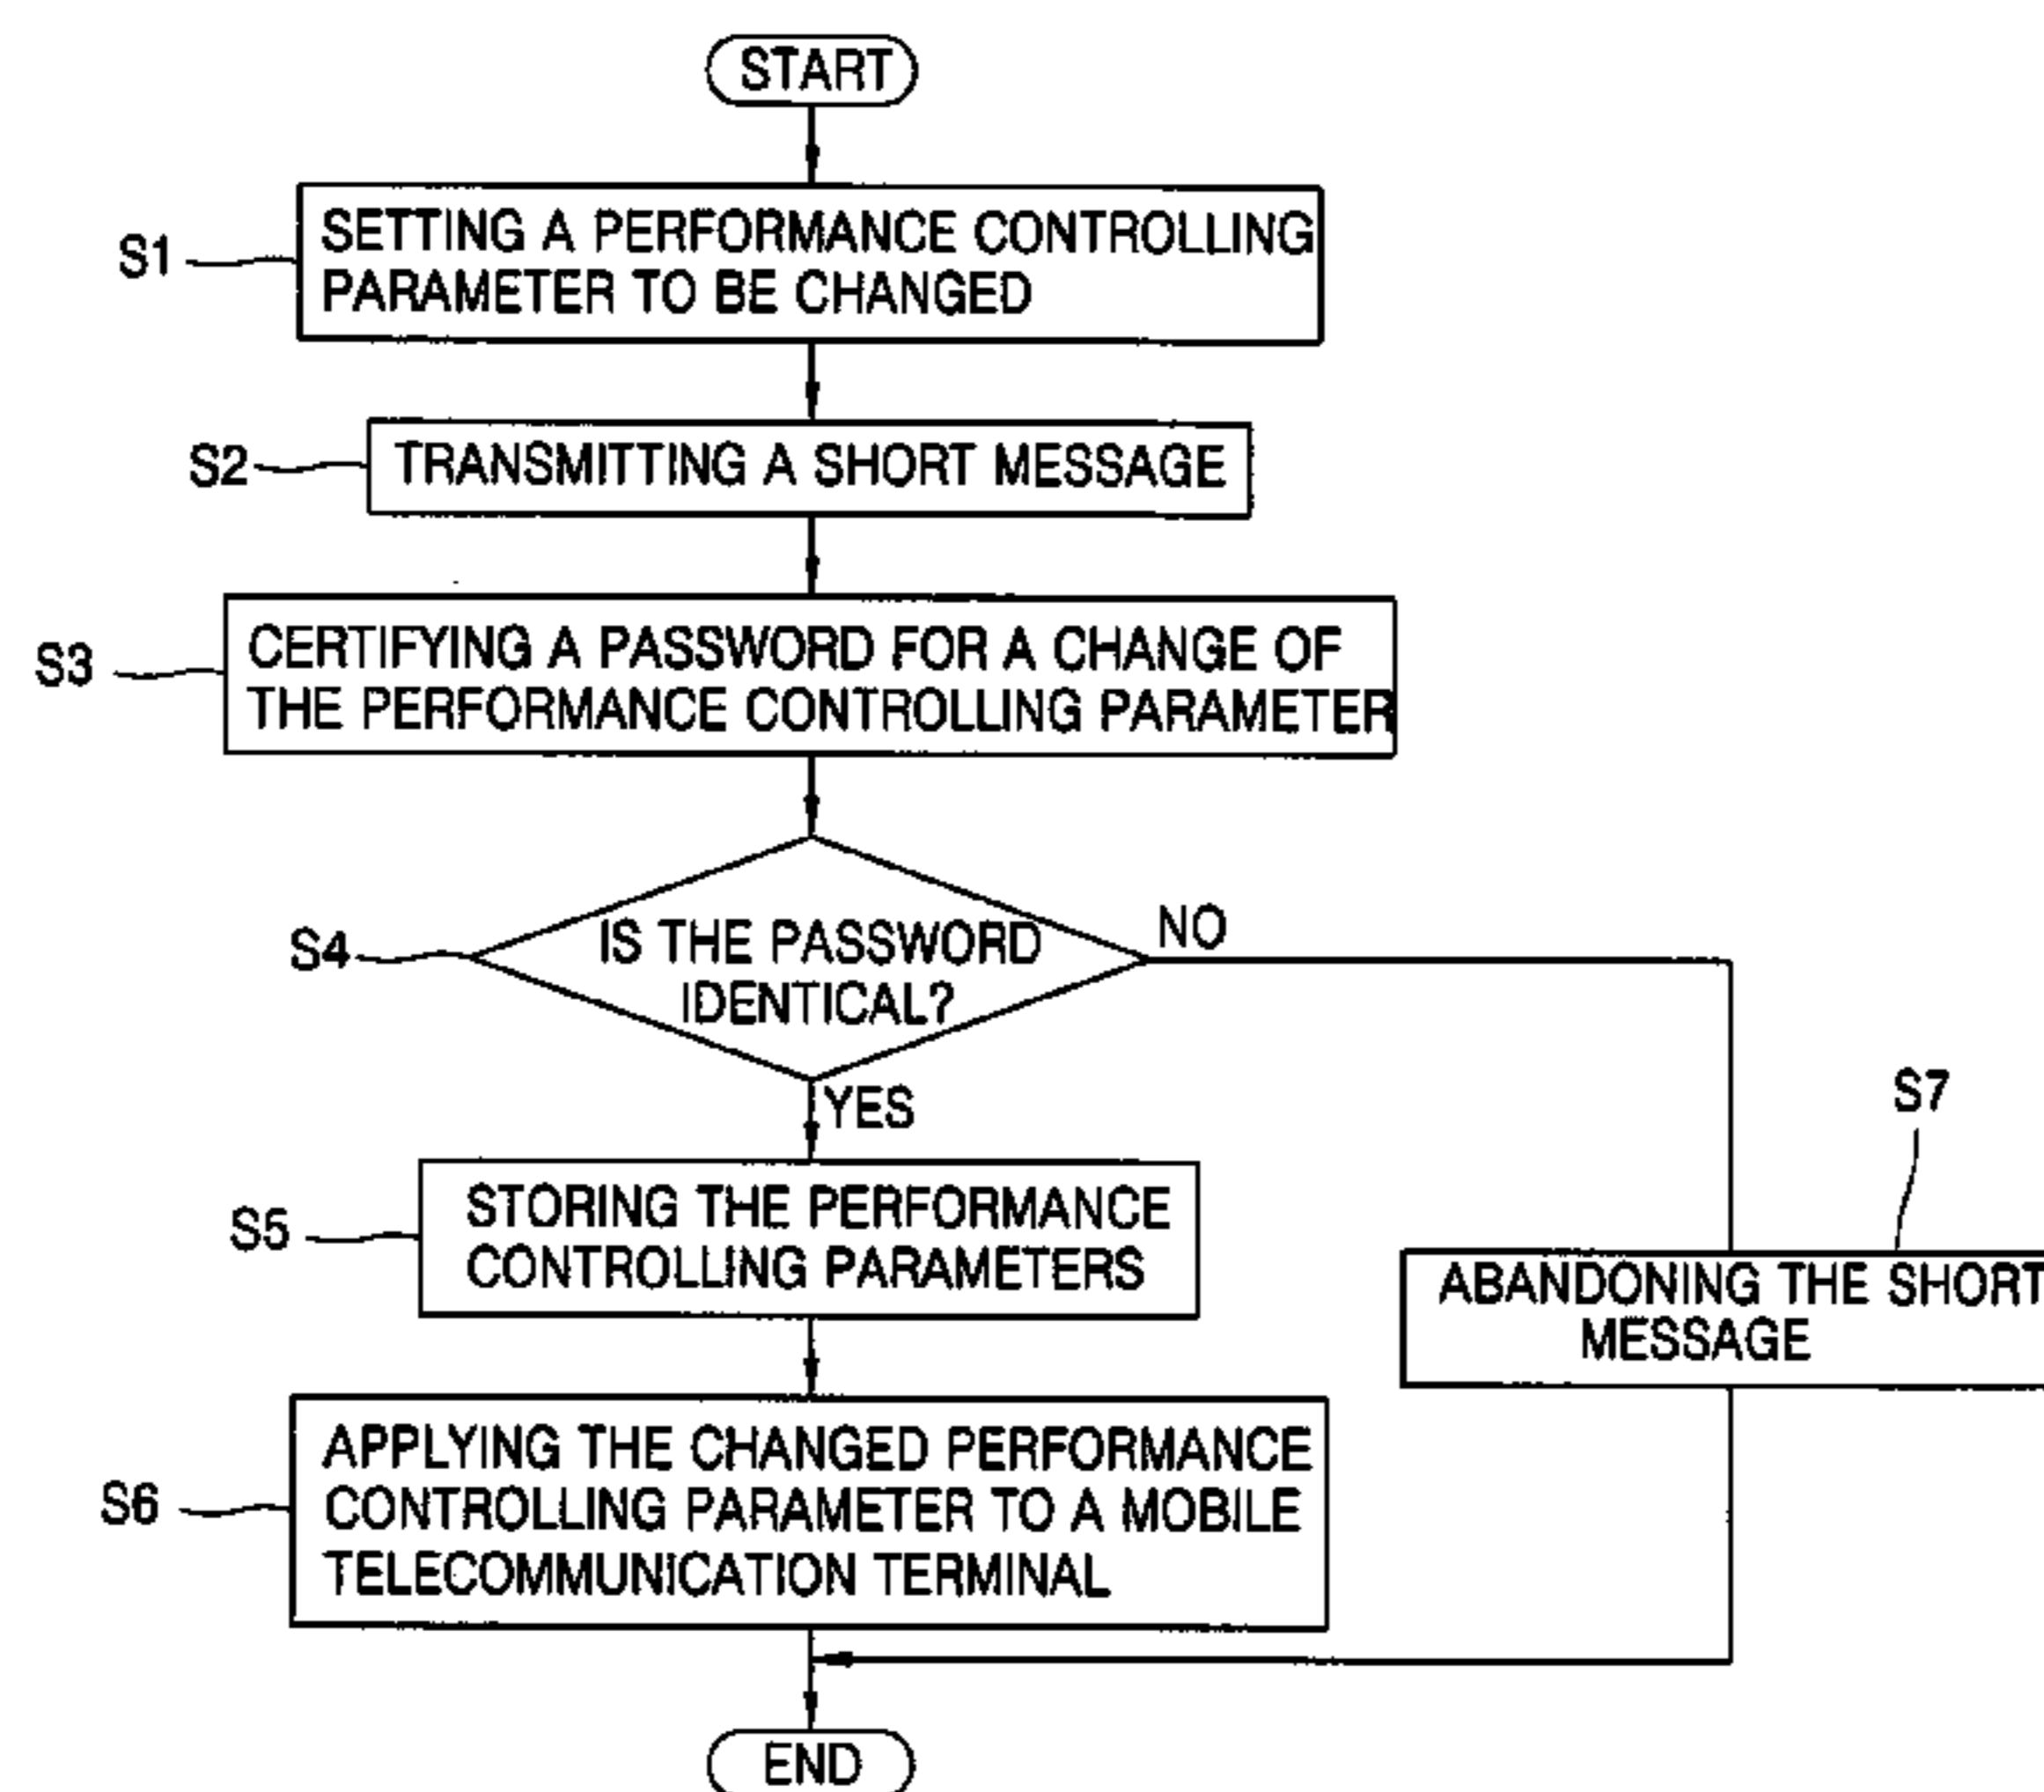 START
S1
SETTING A PERFORMANCE CONTROLLING
PARAMETER TO BE CHANGED
S2
TRANSMITTING A SHORT MESSAGE
S3
CERTIFYING A PASSWORD FOR A CHANGE OF
THE PERFORMANCE CONTROLLING PARAMETER
S4
IS THE PASSWORD
IDENTICAL?
NO
YES
S5
STORING THE PERFORMANCE
CONTROLLING PARAMETERS
S7
ABANDONING THE SHORT
MESSAGE
S6
APPLYING THE CHANGED PERFORMANCE
CONTROLLING PARAMETER TO A MOBILE
TELECOMMUNICATION TERMINAL
END